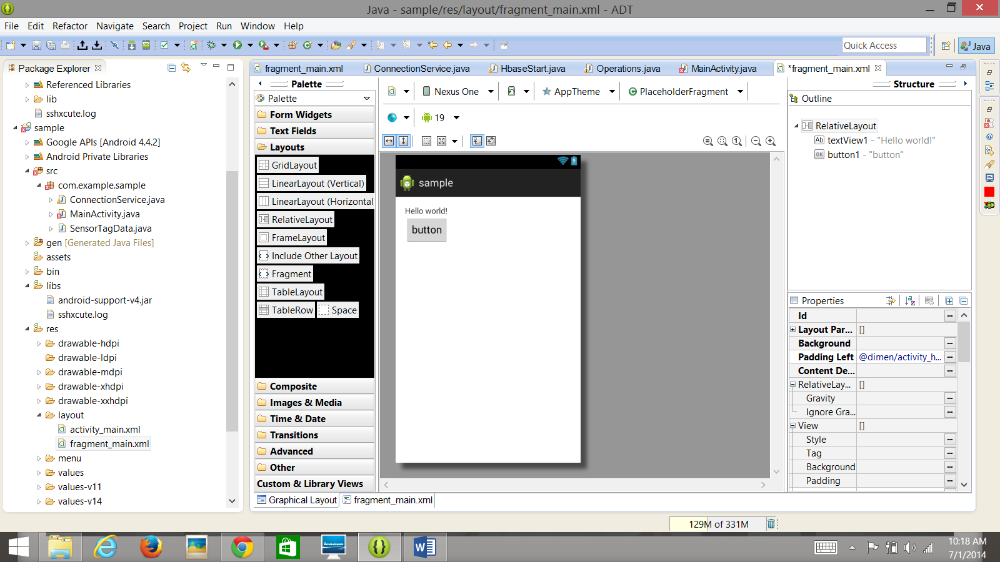 Java - sample/res/layout/fragment_main.xml - ADT
File Edit Refactor Navigate Search Project Run Window Help
Quick Access
Java
Package Explorer
Referenced Libraries
lib
sshxcute.log
sample
Google APIs [Android 4.4.2]
Android Private Libraries
src
com.example.sample
ConnectionService.java
MainActivity.java
SensorTagData.java
gen [Generated Java Files]
assets
bin
libs
android-support-v4.jar
sshxcute.log
res
drawable-hdpi
drawable-ldpi
drawable-mdpi
drawable-xhdpi
drawable-xxhdpi
layout
activity_main.xml
fragment_main.xml
menu
values
values-v11
values-v14
fragment_main.xml ConnectionService.java HbaseStart.java Operations.java MainActivity.java *fragment_main.xml
Palette
Palette
Form Widgets
Text Fields
Layouts
GridLayout
LinearLayout (Vertical)
LinearLayout (Horizontal
RelativeLayout
FrameLayout
Include Other Layout
Fragment
TableLayout
TableRow Space
Composite
Images & Media
Time & Date
Transitions
Advanced
Other
Custom & Library Views
Graphical Layout fragment_main.xml
Nexus One AppTheme PlaceholderFragment
19
sample
Hello world!
button
Structure
Outline
RelativeLayout
Ab textView1 - "Hello world!"
OK button1 - "button"
Properties
Id
Layout Par... []
Background
Padding Left @dimen/activity_h...
Content De...
RelativeLay... []
Gravity
Ignore Gra...
View []
Style
Tag
Background
Padding
129M of 331M
10:18 AM
7/1/2014